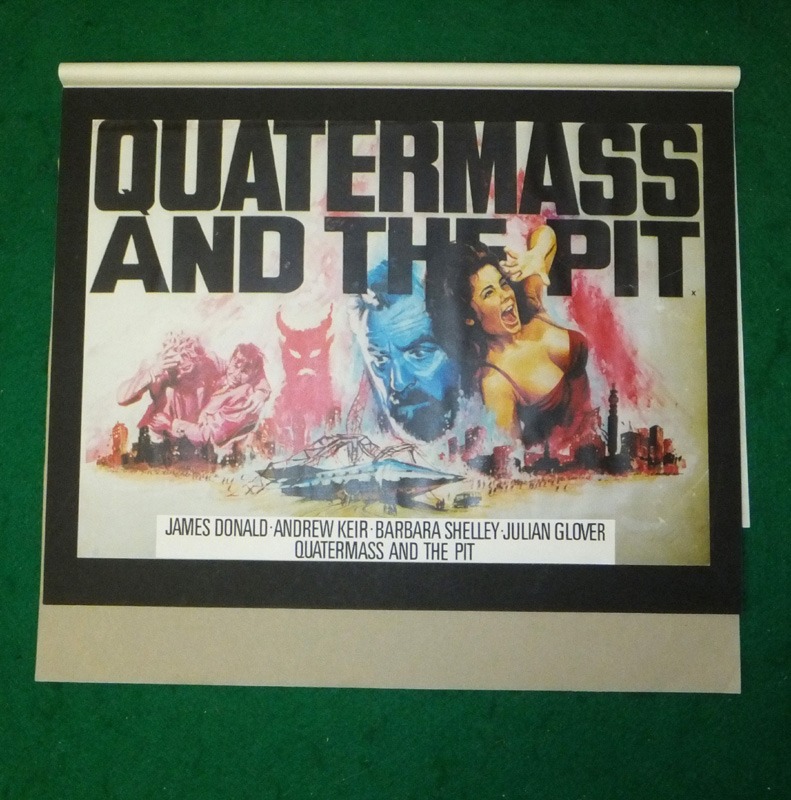 QUATERMASS
AND THE PIT
X
JAMES DONALD·ANDREW KEIR·BARBARA SHELLEY·JULIAN GLOVER
QUATERMASS AND THE PIT